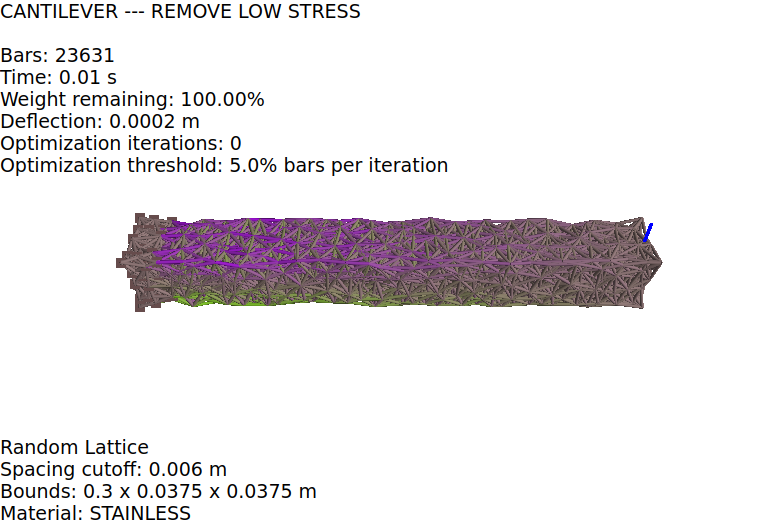 CANTILEVER --- REMOVE LOW STRESS
Bars: 23631
Time: 0.01 s
Weight remaining: 100.00%
Deflection: 0.0002 m
Optimization iterations: 0
Optimization threshold: 5.0% bars per iteration
Random Lattice
Spacing cutoff: 0.006 m
Bounds: 0.3 x 0.0375 x 0.0375 m
Material: STAINLESS